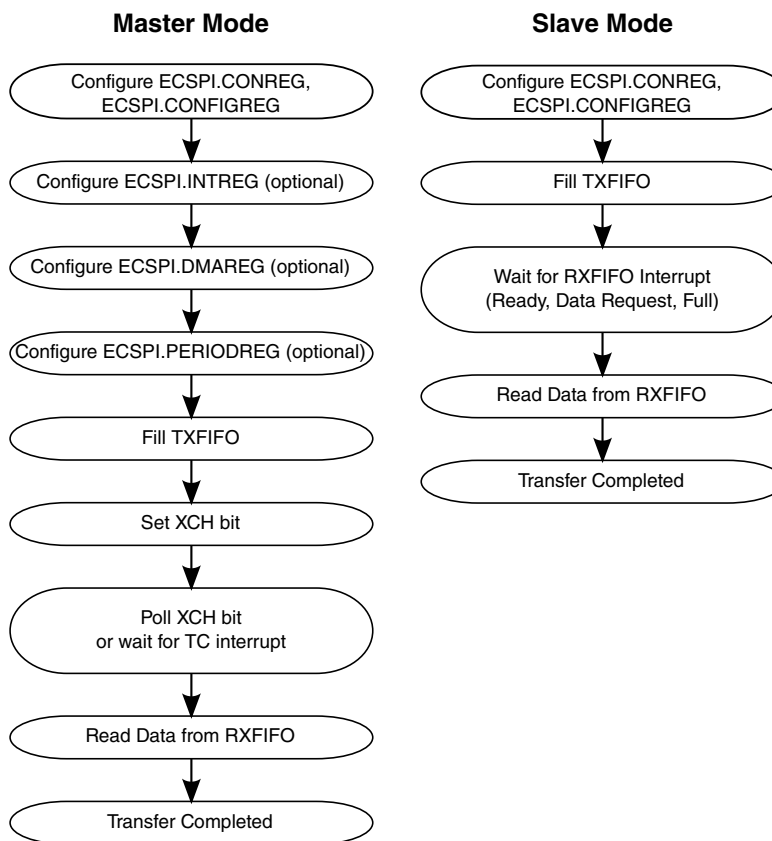 Master Mode
Configure ECSPI.CONREG,
ECSPI.CONFIGREG
Configure ECSPI.INTREG (optional)
Configure ECSPI.DMAREG (optional)
Configure ECSPI.PERIODREG (optional)
Fill TXFIFO
Set XCH bit
Poll XCH bit
or wait for TC interrupt
Read Data from RXFIFO
Transfer Completed
Slave Mode
Configure ECSPI.CONREG,
ECSPI.CONFIGREG
Fill TXFIFO
Wait for RXFIFO Interrupt
(Ready, Data Request, Full)
Read Data from RXFIFO
Transfer Completed